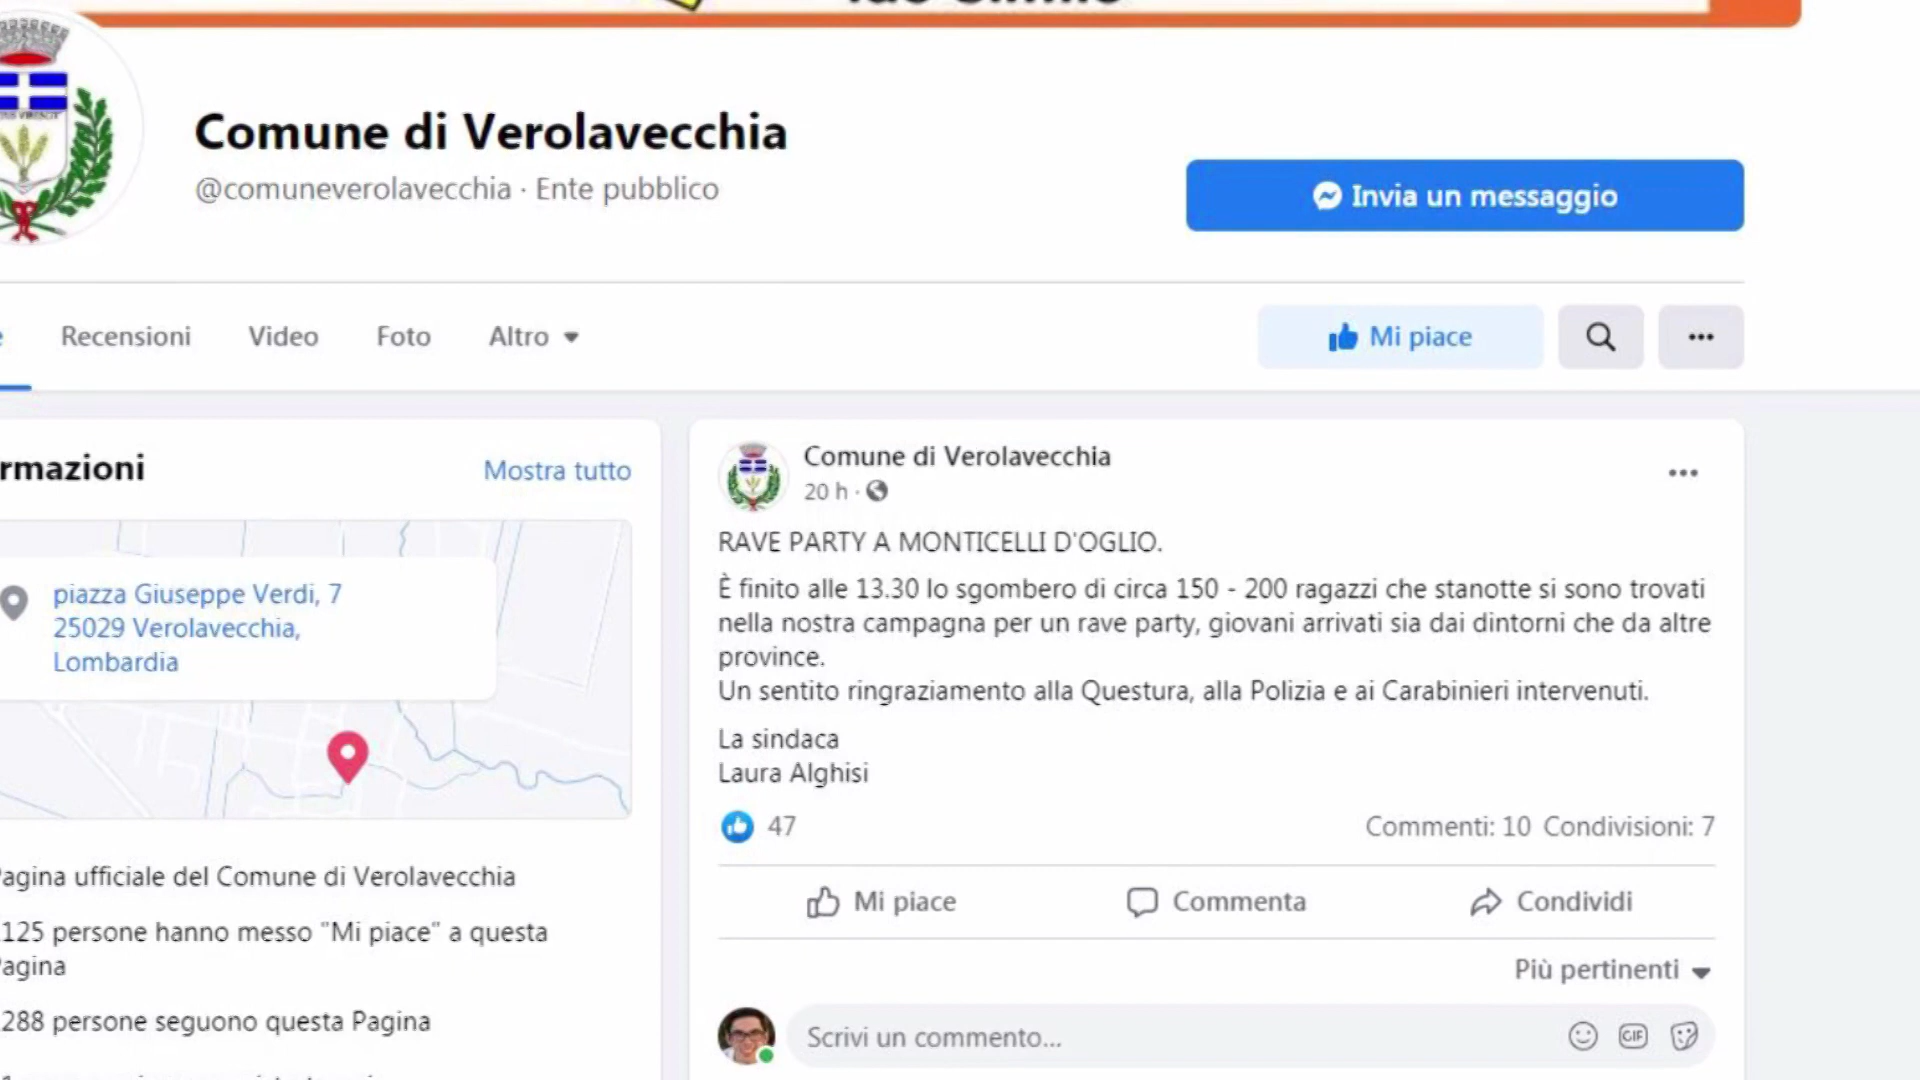 Comune di Verolavecchia
@comuneverolavecchia · Ente pubblico
Invia un messaggio
Recensioni Video Foto Altro
Mi piace
rmazioni
Mostra tutto
piazza Giuseppe Verdi, 7
25029 Verolavecchia,
Lombardia
agina ufficiale del Comune di Verolavecchia
125 persone hanno messo "Mi piace" a questa
agina
288 persone seguono questa Pagina
Comune di Verolavecchia
20 h ·
RAVE PARTY A MONTICELLI D'OGLIO.
È finito alle 13.30 lo sgombero di circa 150 - 200 ragazzi che stanotte si sono trovati
nella nostra campagna per un rave party, giovani arrivati sia dai dintorni che da altre
province.
Un sentito ringraziamento alla Questura, alla Polizia e ai Carabinieri intervenuti.
La sindaca
Laura Alghisi
47
Commenti: 10 Condivisioni: 7
Mi piace Commenta Condividi
Più pertinenti
Scrivi un commento...
GIF